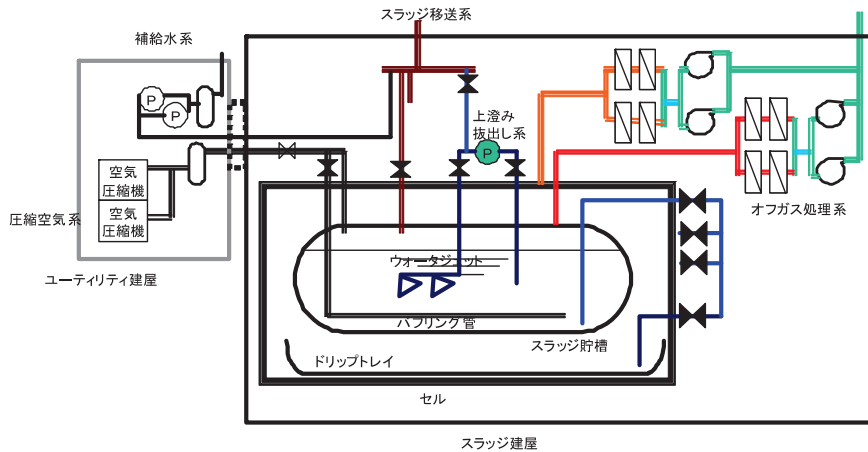 スラッジ移送系
補給水系
P
P
上澄み
抜出し系
P
空気
圧縮機
空気
圧縮機
圧縮空気系
オフガス処理系
ユーティリティ建屋
ウォータジェット
バブリング管
スラッジ貯槽
ドリップトレイ
セル
スラッジ建屋